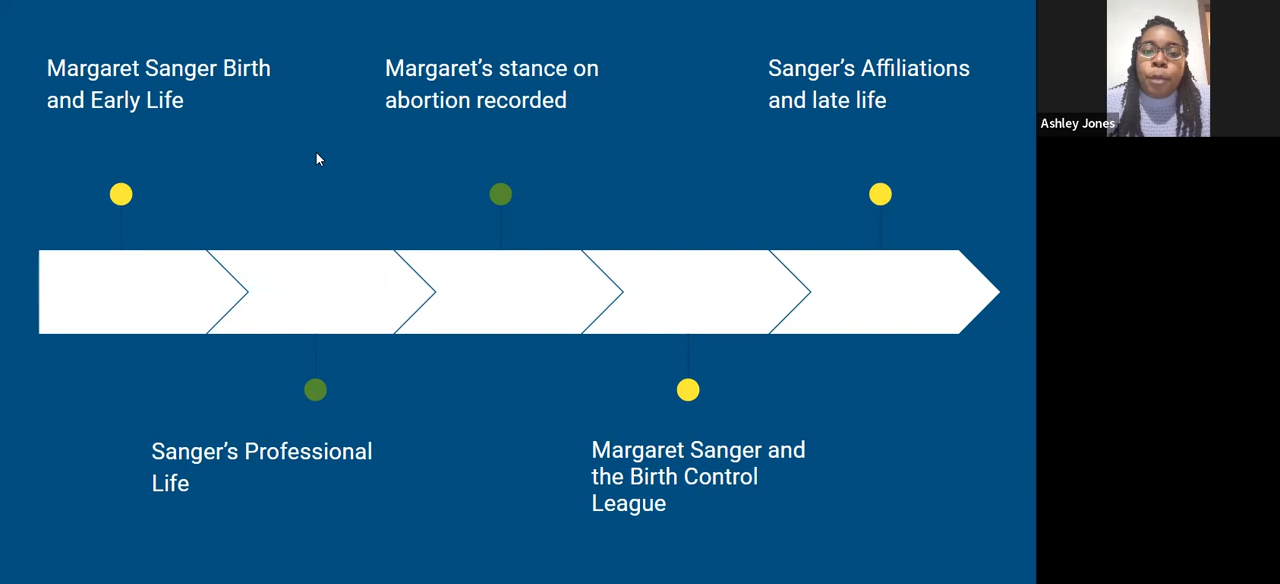 Margaret Sanger Birth
and Early Life
Margaret’s stance on
abortion recorded
Sanger’s Affiliations
and late life
Ashley Jones
Sanger’s Professional
Life
Margaret Sanger and
the Birth Control
League